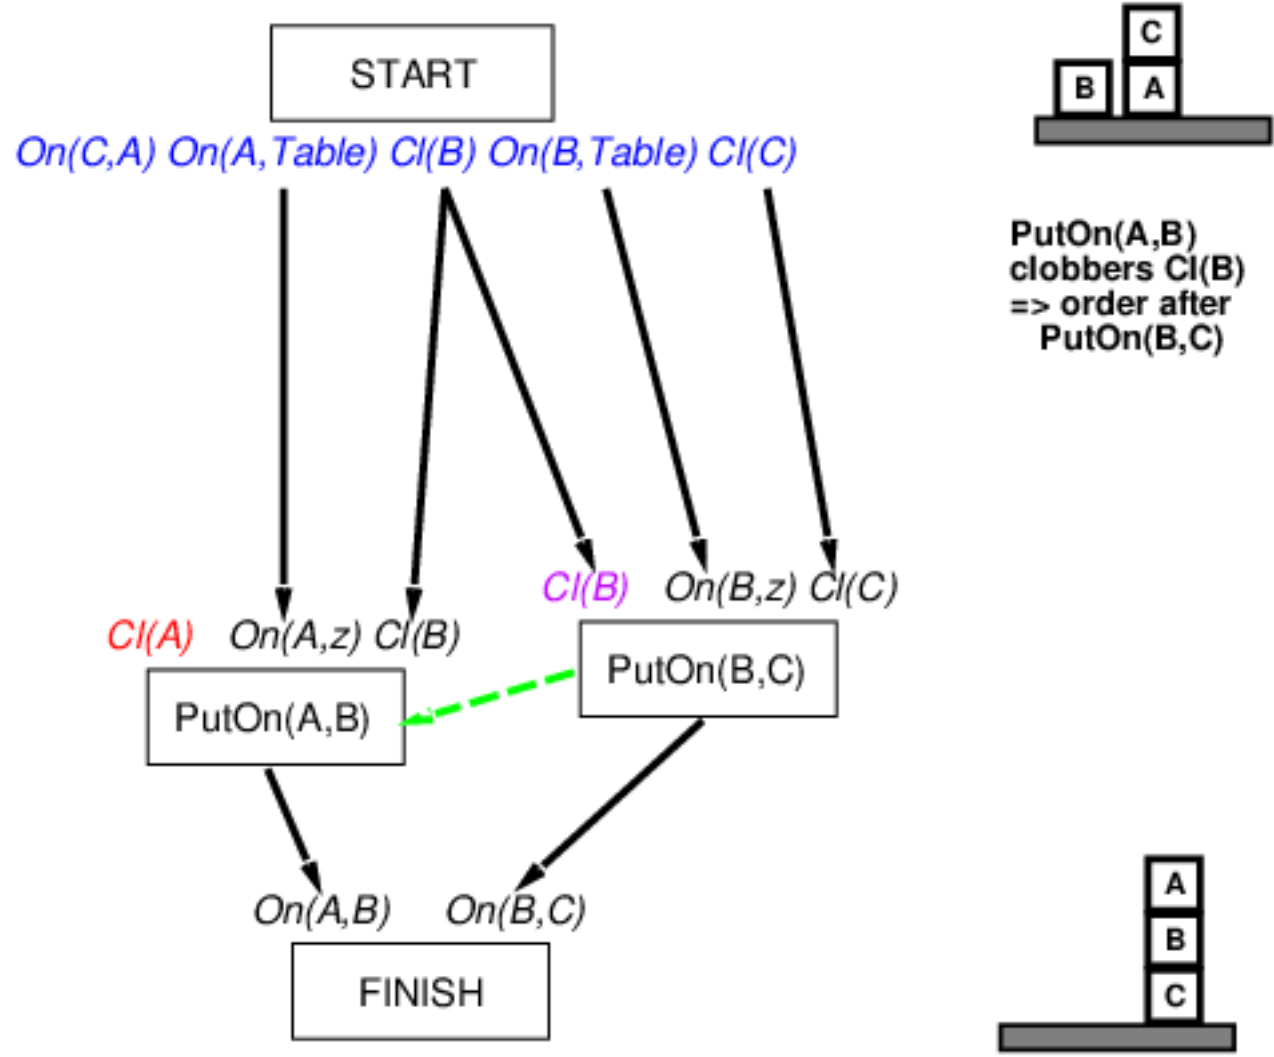 C
START
B A
On(C,A) On(A,Table) Cl(B) On(B,Table) Cl(C)
PutOn(A,B)
clobbers Cl(B)
=> order after
PutOn(B,C)
Cl(B) On(B,z) Cl(C)
Cl(A) On(A,z) Cl(B)
PutOn(B,C)
PutOn(A,B)
On(A,B) On(B,C)
FINISH
A
B
C